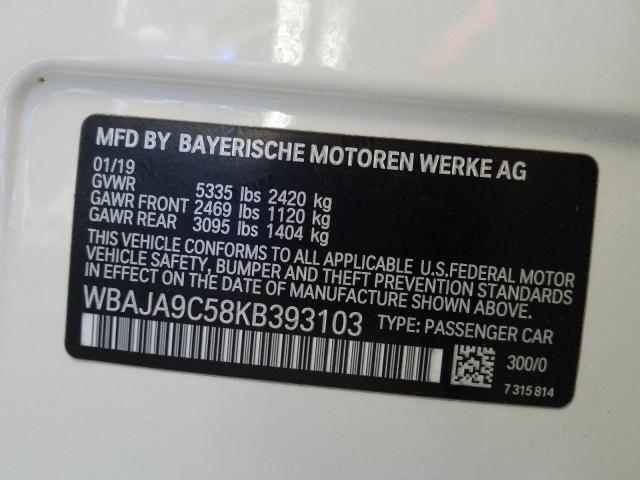 MFD BY BAYERISCHE MOTOREN WERKE AG
01/19
GVWR 5335 lbs 2420 kg
GAWR FRONT 2469 lbs 1120 kg
GAWR REAR 3095 lbs 1404 kg
THIS VEHICLE CONFORMS TO ALL APPLICABLE U.S.FEDERAL MOTOR
VEHICLE SAFETY, BUMPER AND THEFT PREVENTION STANDARDS
IN EFFECT ON THE DATE OF MANUFACTURE SHOWN ABOVE.
WBAJA9C58KB393103 TYPE: PASSENGER CAR
300/0
7 315 814